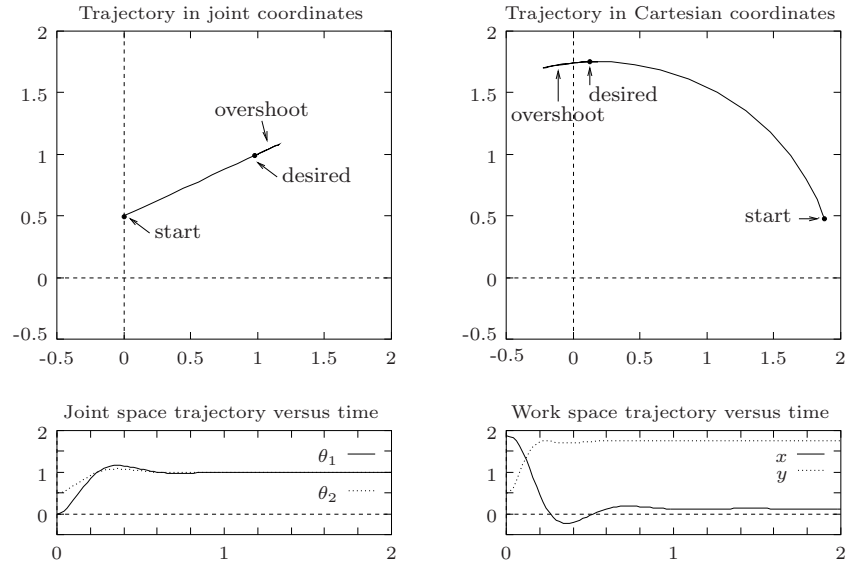 Trajectory in joint coordinates
2
1.5
1
0.5
0
-0.5
-0.5 0 0.5 1 1.5 2
overshoot
desired
start
Trajectory in Cartesian coordinates
2
1.5
1
0.5
0
-0.5
-0.5 0 0.5 1 1.5 2
desired
overshoot
start
Joint space trajectory versus time
2
1
0
0 1 2
θ1
θ2
Work space trajectory versus time
2
1
0
0 1 2
x
y